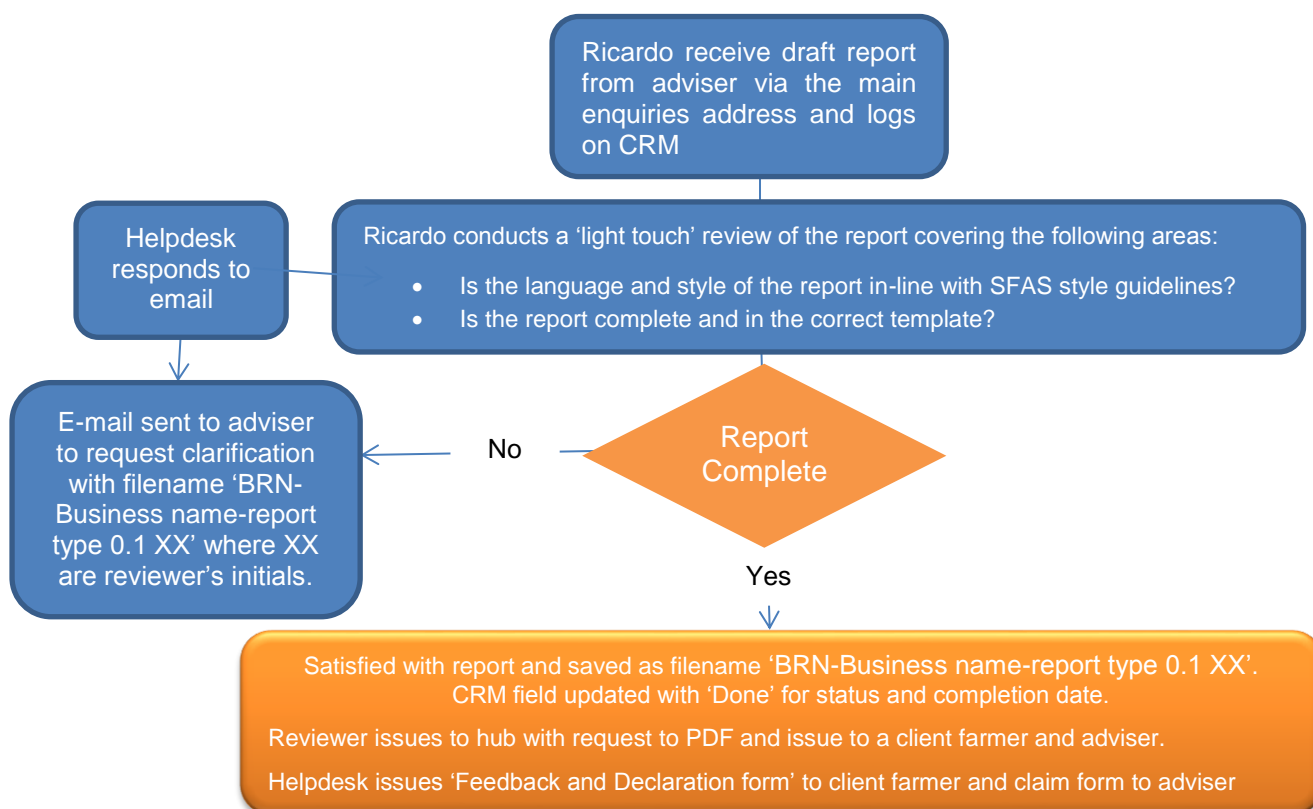 Ricardo receive draft report
from adviser via the main
enquiries address and logs
on CRM
Helpdesk
responds to
email
Ricardo conducts a ‘light touch’ review of the report covering the following areas:
• Is the language and style of the report in-line with SFAS style guidelines?
• Is the report complete and in the correct template?
E-mail sent to adviser
to request clarification
with filename ‘BRN-
Business name-report
type 0.1 XX’ where XX
are reviewer’s initials.
No
Report
Complete
Yes
Satisfied with report and saved as filename ‘BRN-Business name-report type 0.1 XX’.
CRM field updated with ‘Done’ for status and completion date.
Reviewer issues to hub with request to PDF and issue to a client farmer and adviser.
Helpdesk issues ‘Feedback and Declaration form’ to client farmer and claim form to adviser